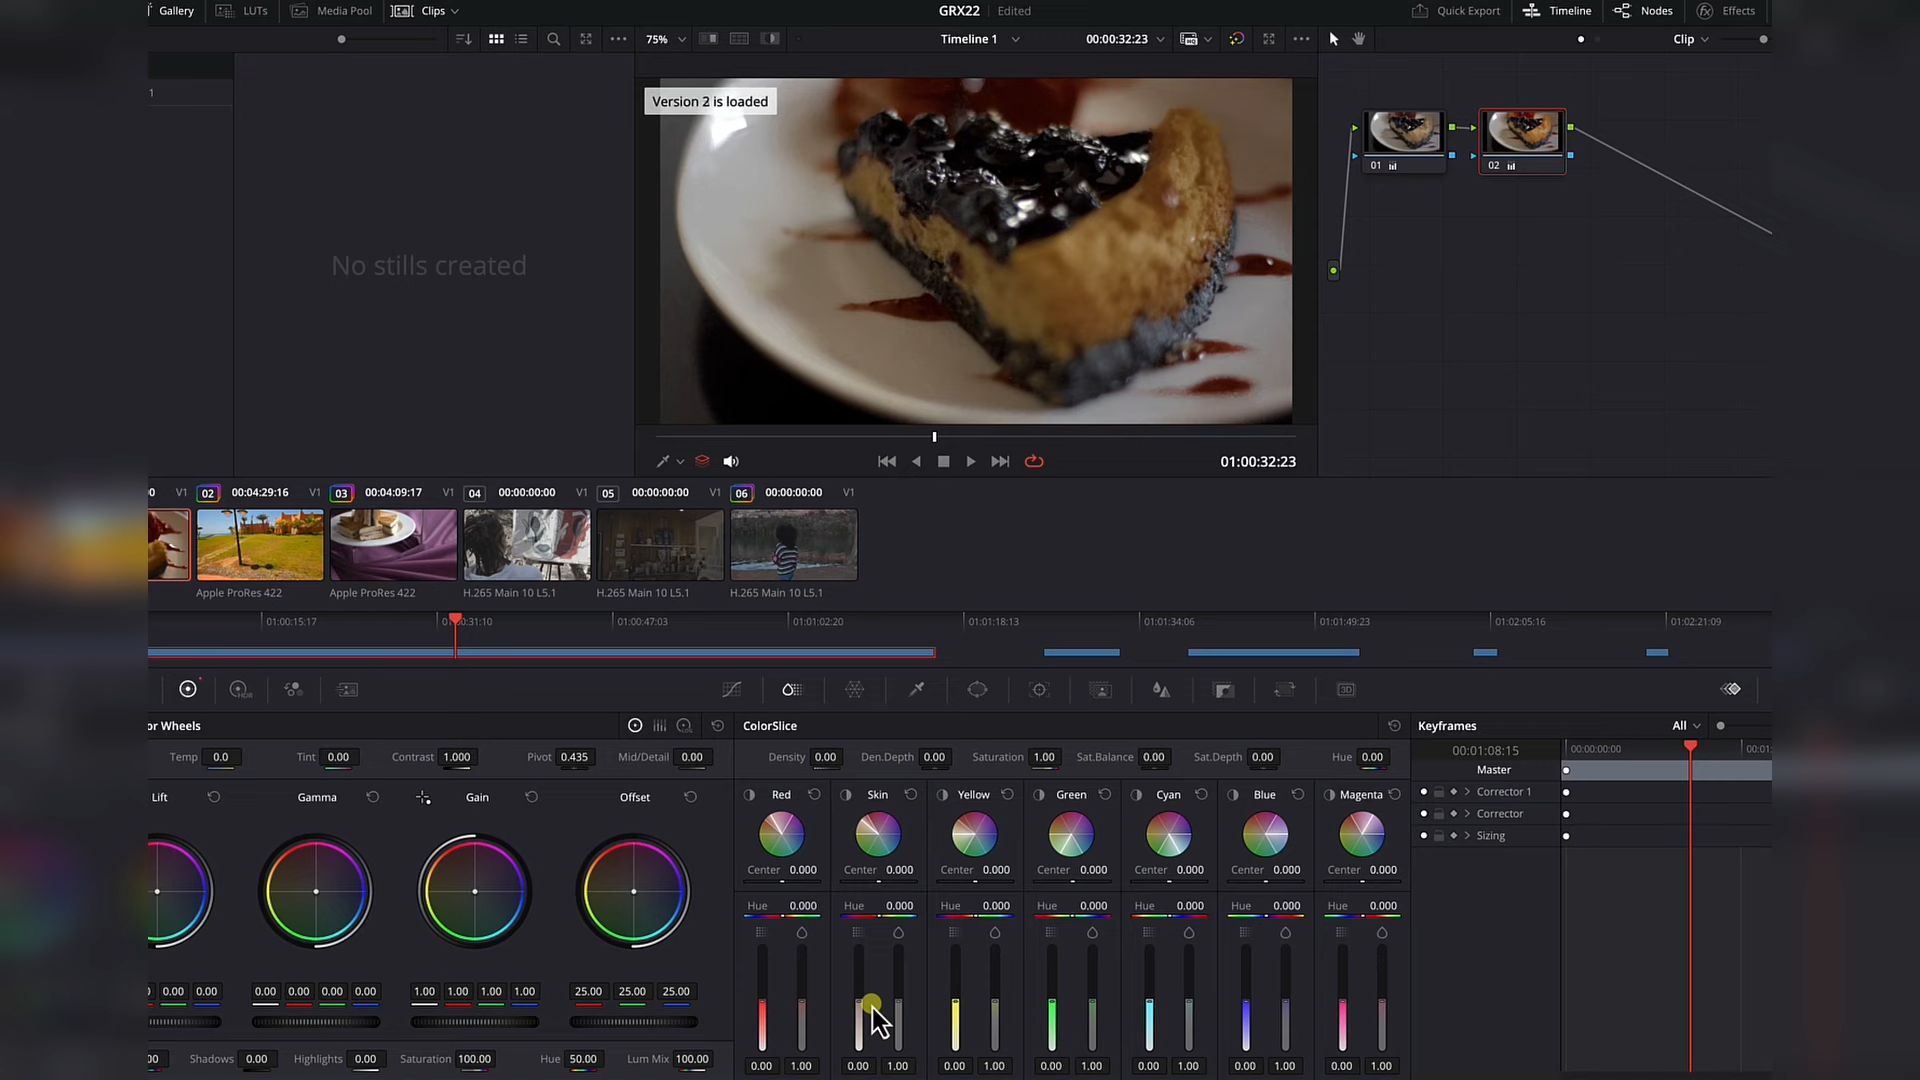 Gallery LUTs Media Pool Clips GRX22 Edited Quick Export Timeline Nodes Effects
75% Timeline 1 00:00:32:23 Clip
1
Version 2 is loaded
01 02
No stills created
01:00:32:23
V1 02 00:04:29:16 V1 03 00:04:09:17 V1 04 00:00:00:00 V1 05 00:00:00:00 V1 06 00:00:00:00 V1
Apple ProRes 422 Apple ProRes 422 H.265 Main 10 L5.1 H.265 Main 10 L5.1 H.265 Main 10 L5.1
01:00:15:17 01:00:31:10 01:00:47:03 01:01:02:20 01:01:18:13 01:01:34:06 01:01:49:23 01:02:05:16 01:02:21:09
HDR LOG 3D
or Wheels ColorSlice Keyframes All
Temp 0.0 Tint 0.00 Contrast 1.000 Pivot 0.435 Mid/Detail 0.00 Density 0.00 Den.Depth 0.00 Saturation 1.00 Sat.Balance 0.00 Sat.Depth 0.00 Hue 0.00 00:01:08:15 00:00:00:00 00:01:
Master
Lift Gamma Gain Offset Red Skin Yellow Green Cyan Blue Magenta Corrector 1
Corrector
Sizing
Center 0.000 Center 0.000 Center 0.000 Center 0.000 Center 0.000 Center 0.000 Center 0.000
Hue 0.000 Hue 0.000 Hue 0.000 Hue 0.000 Hue 0.000 Hue 0.000 Hue 0.000
0.00 0.00 0.00 0.00 0.00 0.00 1.00 1.00 1.00 1.00 25.00 25.00 25.00
00 Shadows 0.00 Highlights 0.00 Saturation 100.00 Hue 50.00 Lum Mix 100.00 0.00 1.00 0.00 1.00 0.00 1.00 0.00 1.00 0.00 1.00 0.00 1.00 0.00 1.00